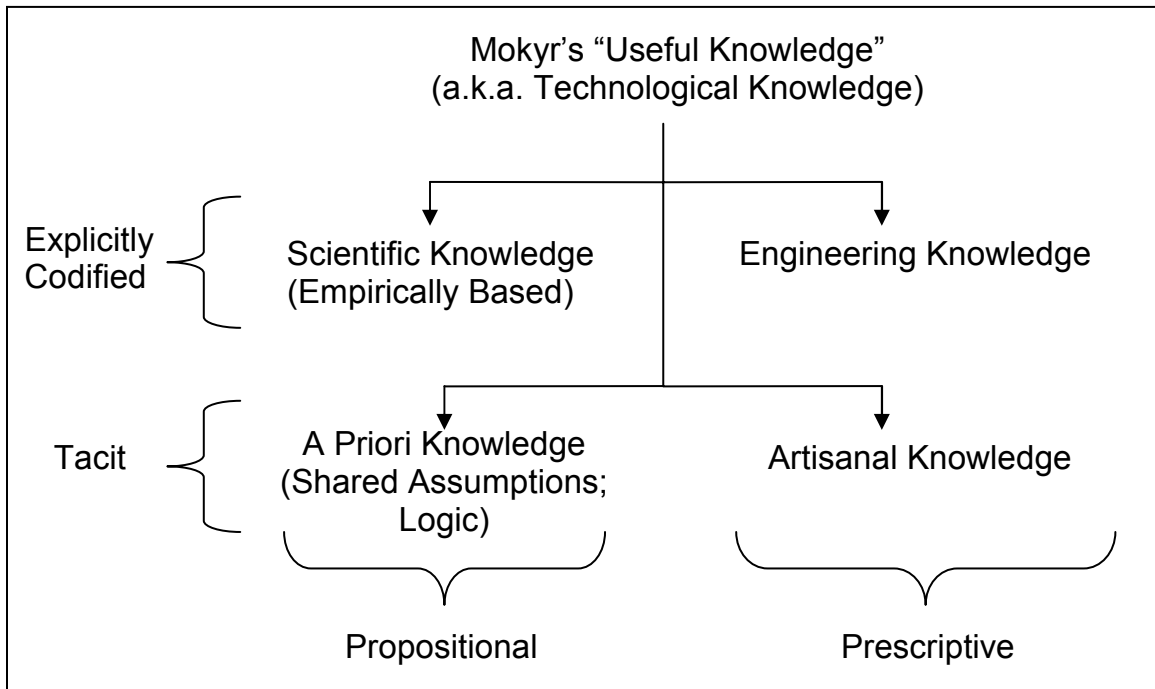 Mokyr's “Useful Knowledge”
(a.k.a. Technological Knowledge)
Explicitly
Codified
Scientific Knowledge
(Empirically Based)
Engineering Knowledge
Tacit
A Priori Knowledge
(Shared Assumptions;
Logic)
Artisanal Knowledge
Propositional
Prescriptive